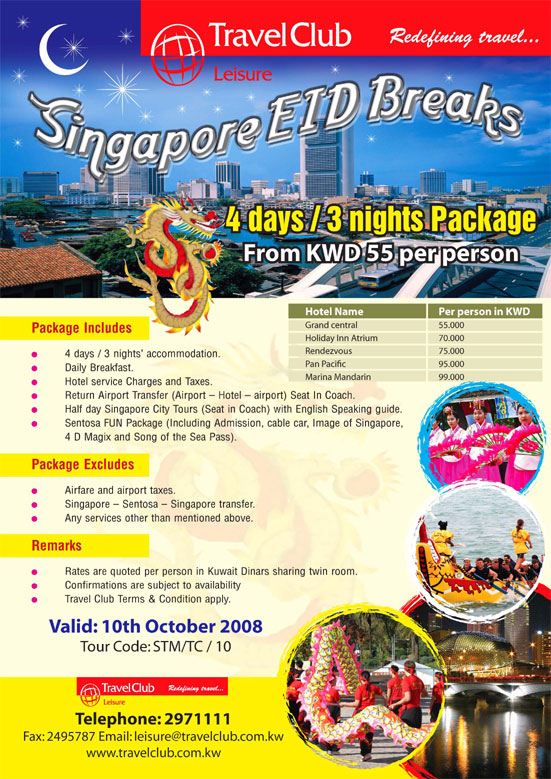 TravelClub
Leisure
Redefining travel...
Singapore EID Breaks
4 days / 3 nights Package
From KWD 55 per person
Hotel Name Per person in KWD
Grand central 55.000
Holiday Inn Atrium 70.000
Rendezvous 75.000
Pan Pacific 95.000
Marina Mandarin 99.000
Package Includes
4 days / 3 nights' accommodation.
Daily Breakfast.
Hotel service Charges and Taxes.
Return Airport Transfer (Airport – Hotel – airport) Seat In Coach.
Half day Singapore City Tours (Seat in Coach) with English Speaking guide.
Sentosa FUN Package (Including Admission, cable car, Image of Singapore,
4 D Magix and Song of the Sea Pass).
Package Excludes
Airfare and airport taxes.
Singapore – Sentosa – Singapore transfer.
Any services other than mentioned above.
Remarks
Rates are quoted per person in Kuwait Dinars sharing twin room.
Confirmations are subject to availability
Travel Club Terms & Condition apply.
Valid: 10th October 2008
Tour Code: STM/TC / 10
TravelClub Redefining travel...
Leisure
Telephone: 2971111
Fax: 2495787 Email: leisure@travelclub.com.kw
www.travelclub.com.kw